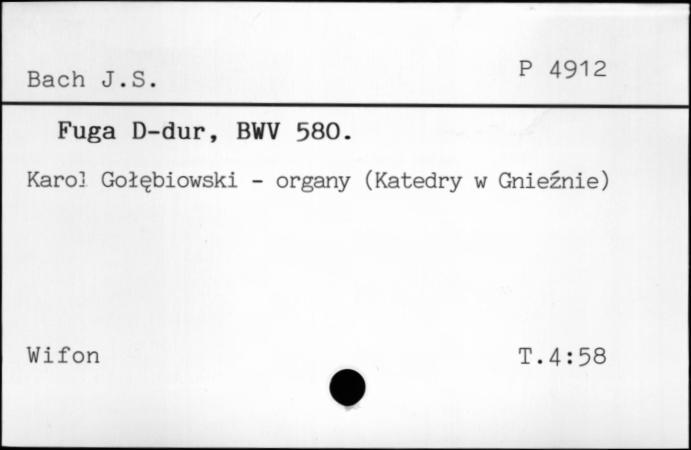 Bach J.S.
P 4912
Fuga D-dur, BWV 580.
Karol Gołębiowski - organy (Katedry w Gnieźnie)
Wifon
T.4:58